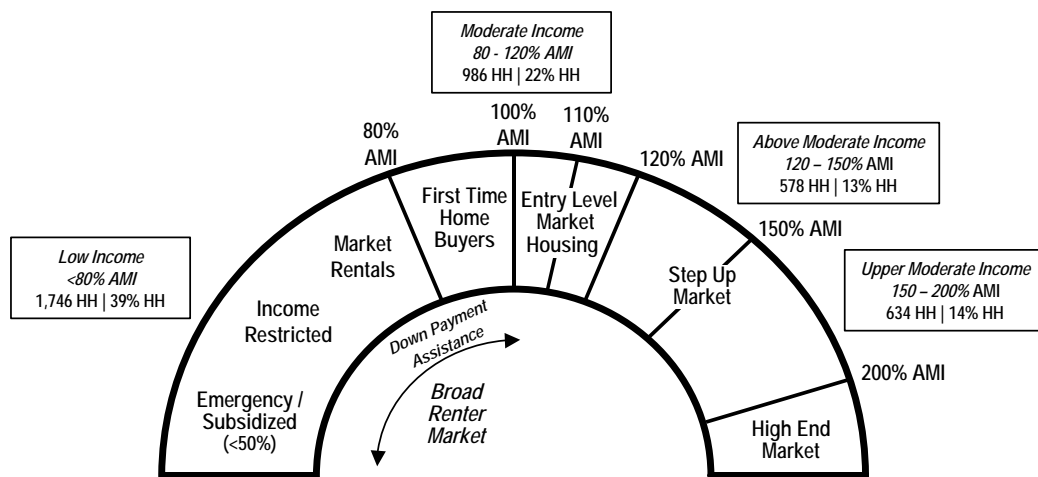 Moderate Income
80 - 120% AMI
986 HH | 22% HH
100%
AMI
110%
AMI
80%
AMI
120% AMI
Above Moderate Income
120 – 150% AMI
578 HH | 13% HH
150% AMI
First Time
Home
Buyers
Entry Level
Market
Housing
Market
Rentals
Low Income
<80% AMI
1,746 HH | 39% HH
Step Up
Market
Upper Moderate Income
150 – 200% AMI
634 HH | 14% HH
Income
Restricted
Down Payment
Assistance
200% AMI
Emergency /
Subsidized
(<50%)
Broad
Renter
Market
High End
Market